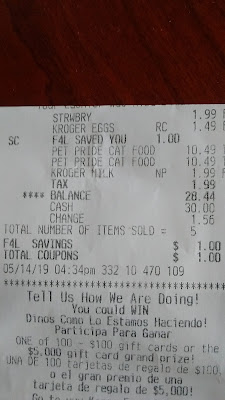 STRWBRY 1.99 F
KROGER EGGS RC 1.49 F
SC F4L SAVED YOU 1.00
PET PRIDE CAT FOOD 10.49 T
PET PRIDE CAT FOOD 10.49 T
KROGER MILK NP 1.99 F
TAX 1.99
**** BALANCE 28.44
CASH 30.00
CHANGE 1.56
TOTAL NUMBER OF ITEMS SOLD = 5
F4L SAVINGS $ 1.00
TOTAL COUPONS $ 1.00
05/14/19 04:34pm 332 10 470 109
************************************
Tell Us How We Are Doing!
You could WIN
Dinos Como Lo Estamos Haciendo!
Participa Para Ganar
ONE of 100 - $100 gift cards or the
$5,000 gift card grand prize!
UNA DE 100 tarjetas de regalo de $100,
o el gran premio de una
tarjeta de regalo de $5,000!